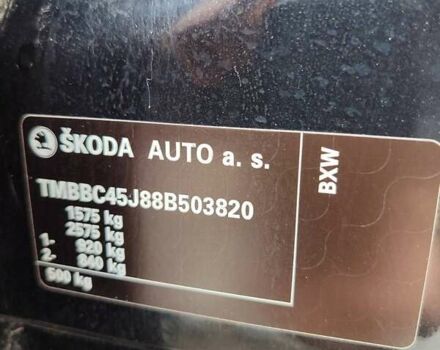 ŠKODA AUTO a. s.
TMBBC45J88B503820
1575 kg
2575 kg
1- 920 kg
2- 840 kg
500 kg
BXW